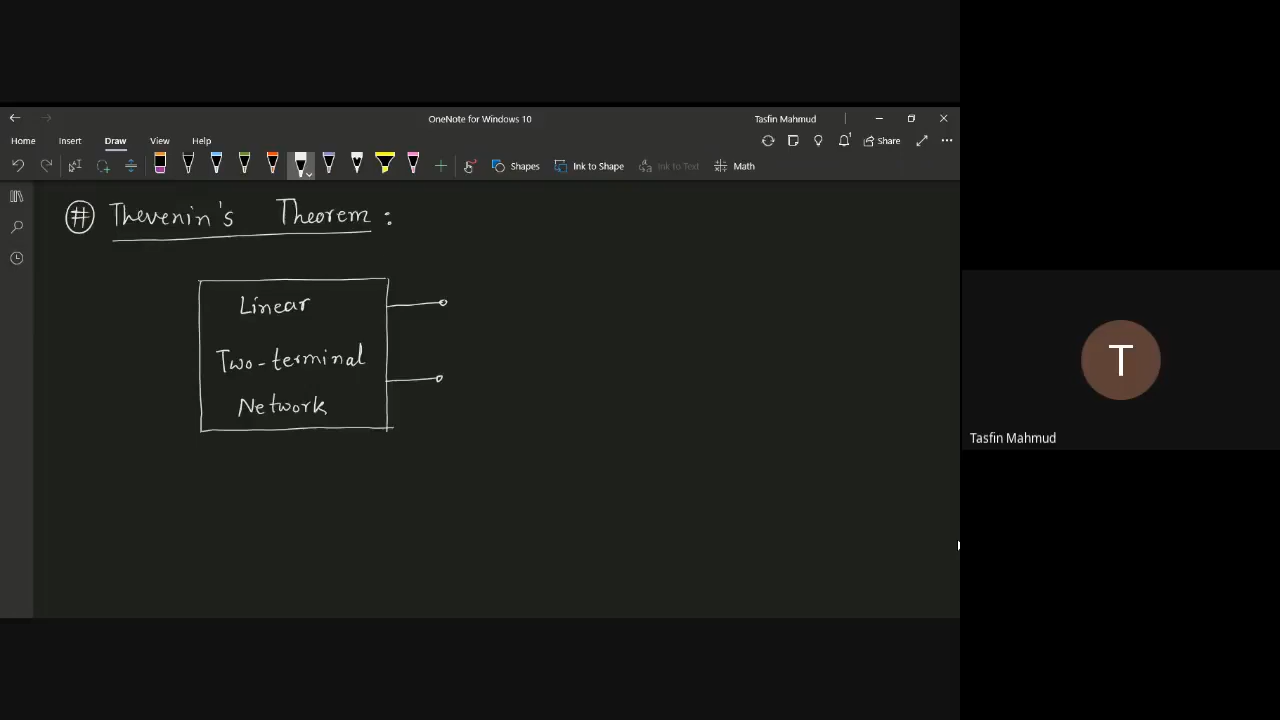 OneNote for Windows 10
Tasfin Mahmud
Home Insert Draw View Help
Share
Shapes Ink to Shape Ink to Text Math
# Thevenin's Theorem :
Linear
Two-terminal
Network
T
Tasfin Mahmud